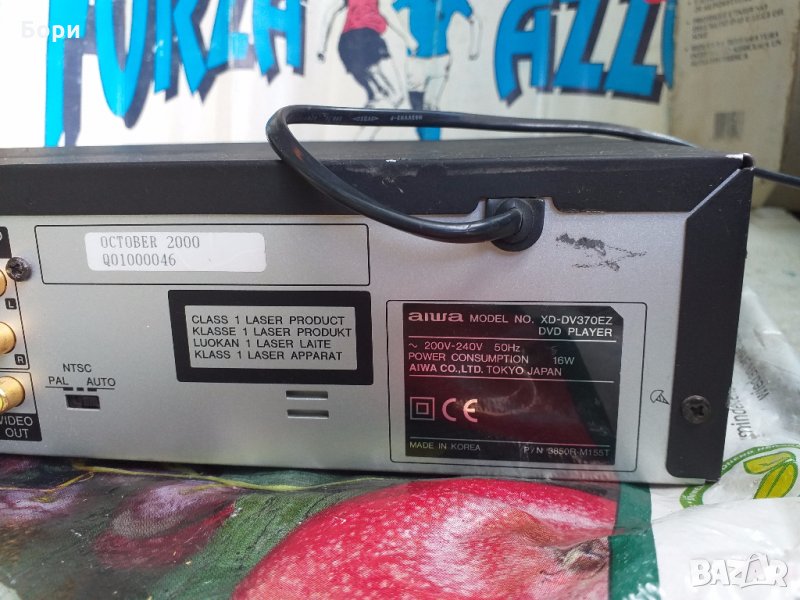 Бори
FORZA AZZU
OCTOBER 2000
Q01000046
L
R
NTSC
PAL AUTO
VIDEO
OUT
CLASS 1 LASER PRODUCT
KLASSE 1 LASER PRODUKT
LUOKAN 1 LASER LAITE
KLASS 1 LASER APPARAT
aiwa MODEL NO. XD-DV370EZ
DVD PLAYER
~ 200V-240V 50Hz
POWER CONSUMPTION 16W
AIWA CO.,LTD. TOKYO JAPAN
CE
MADE IN KOREA P/N 3850R-M155T
BAZAR